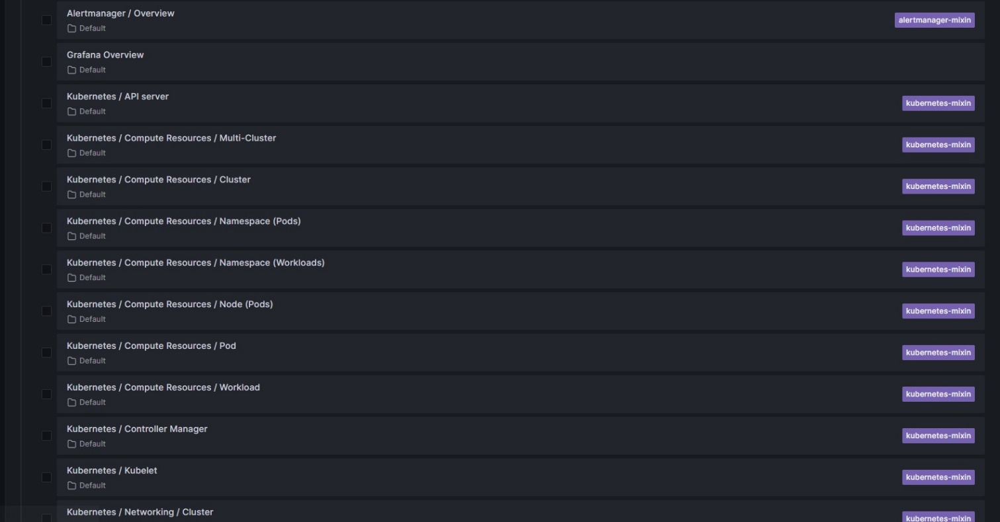 Alertmanager / Overview
Default
alertmanager-mixin
Grafana Overview
Default
Kubernetes / API server
Default
kubernetes-mixin
Kubernetes / Compute Resources / Multi-Cluster
Default
kubernetes-mixin
Kubernetes / Compute Resources / Cluster
Default
kubernetes-mixin
Kubernetes / Compute Resources / Namespace (Pods)
Default
kubernetes-mixin
Kubernetes / Compute Resources / Namespace (Workloads)
Default
kubernetes-mixin
Kubernetes / Compute Resources / Node (Pods)
Default
kubernetes-mixin
Kubernetes / Compute Resources / Pod
Default
kubernetes-mixin
Kubernetes / Compute Resources / Workload
Default
kubernetes-mixin
Kubernetes / Controller Manager
Default
kubernetes-mixin
Kubernetes / Kubelet
Default
kubernetes-mixin
Kubernetes / Networking / Cluster
kubernetes-mixin